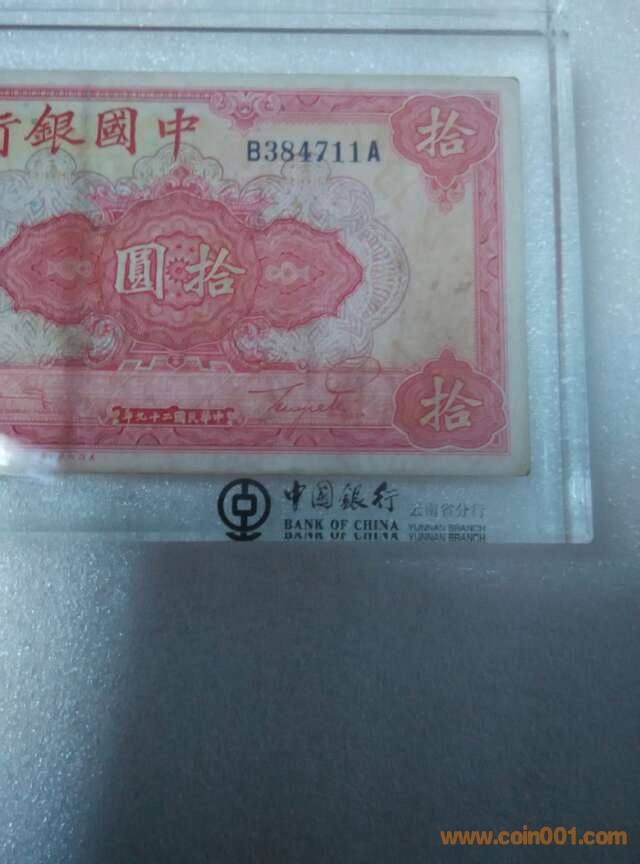 行銀國中
B384711A
拾
圓拾
拾
年九十二國民華中
中国银行 云南省分行
BANK OF CHINA YUNNAN BRANCH
www.coin001.com